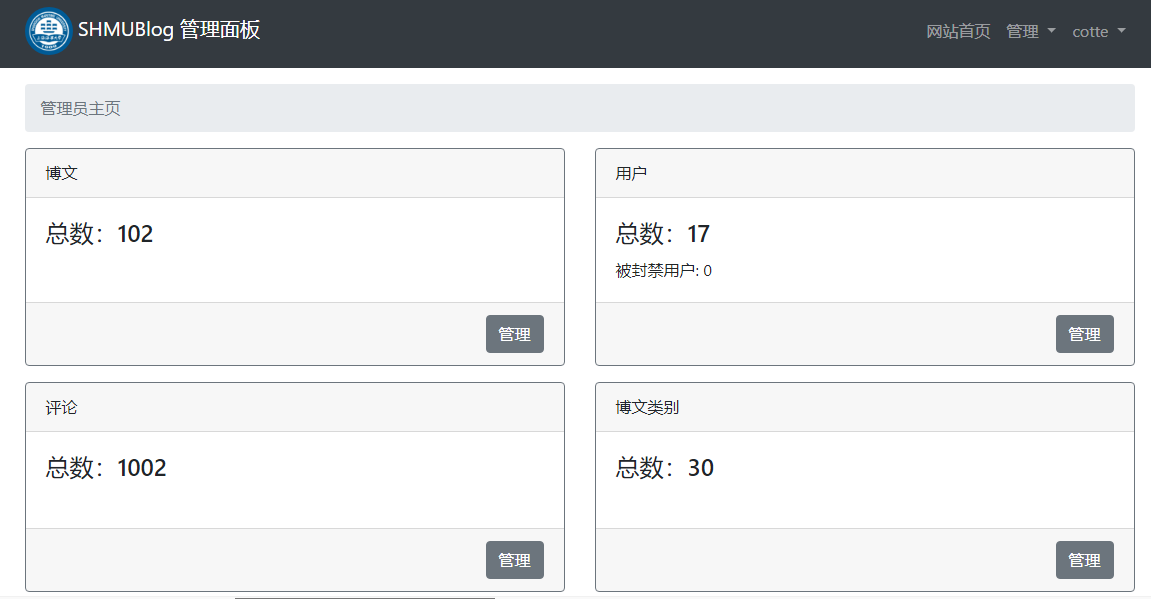 SHMUBlog 管理面板
网站首页 管理 cotte
管理员主页
博文
总数：102
管理
用户
总数：17
被封禁用户: 0
管理
评论
总数：1002
管理
博文类别
总数：30
管理